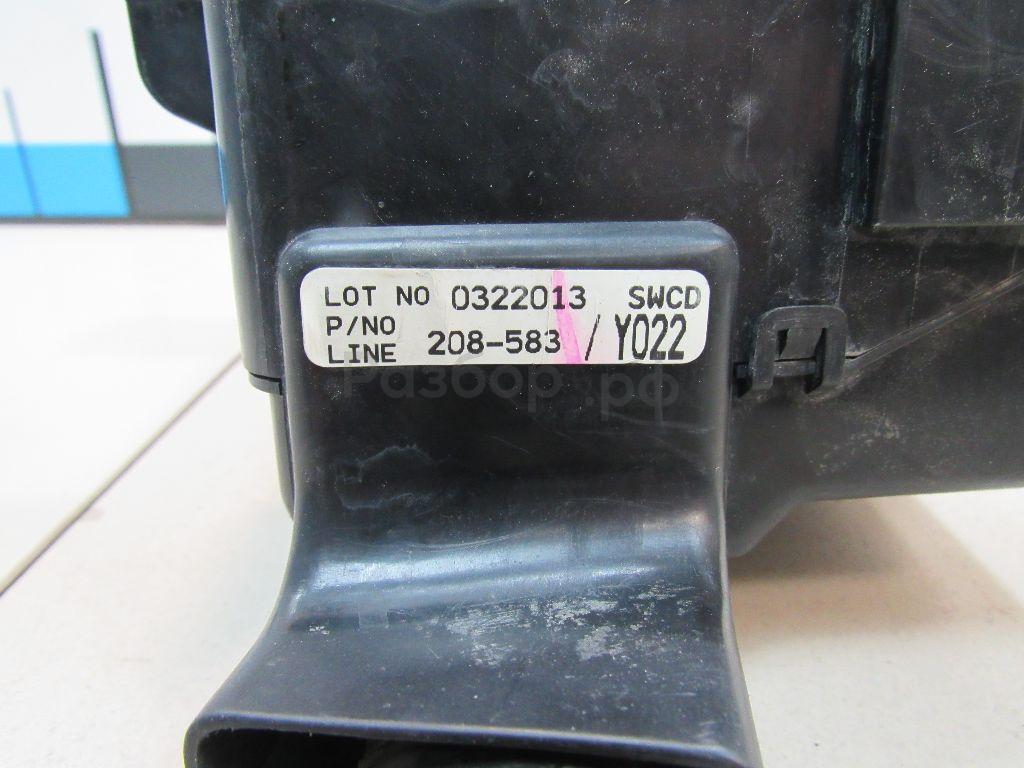 LOT NO 0322013 SWCD
P/NO
LINE 208-583 / Y022
Разбор.рф